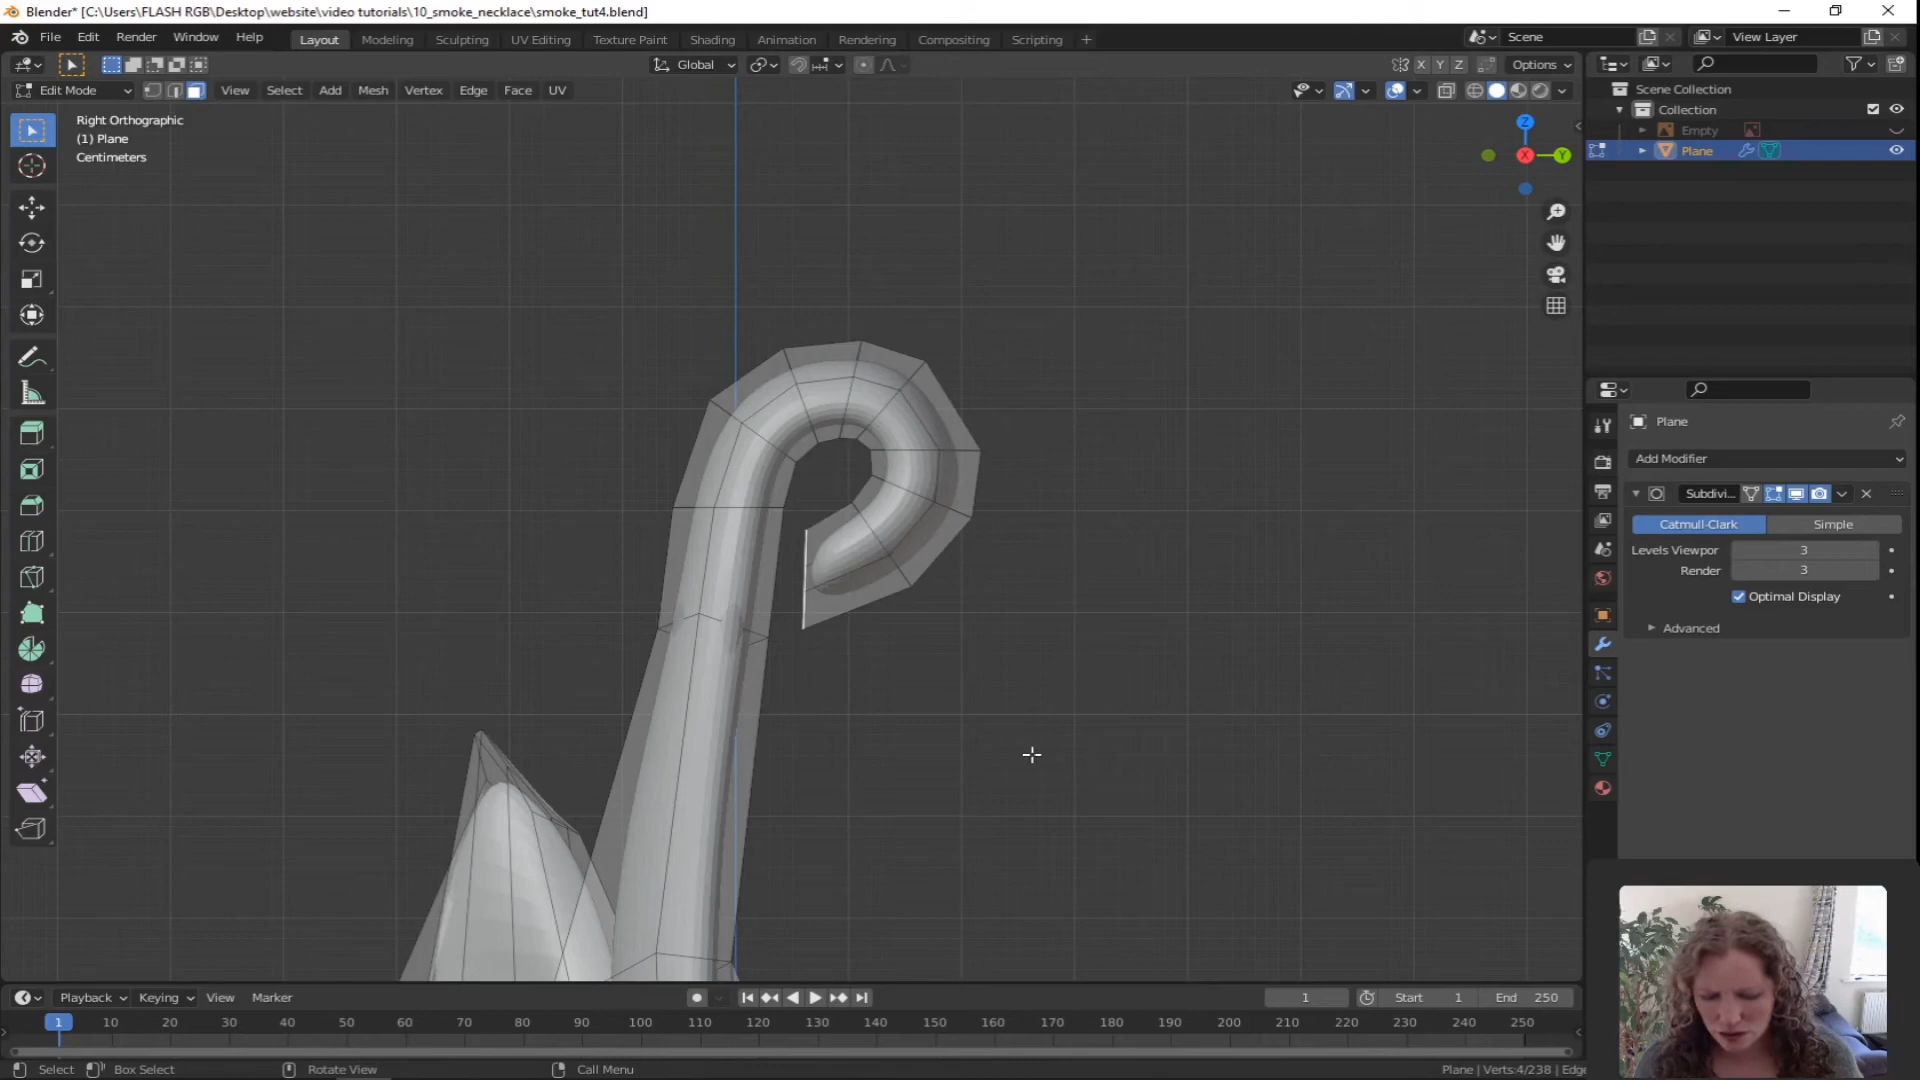 Blender* [C:\Users\FLASH RGB\Desktop\website\video tutorials\10_smoke_necklace\smoke_tut4.blend]
File Edit Render Window Help Layout Modeling Sculpting UV Editing Texture Paint Shading Animation Rendering Compositing Scripting + Scene View Layer
Global X Y Z Options
Edit Mode View Select Add Mesh Vertex Edge Face UV
Scene Collection
Collection
Empty
Plane
Right Orthographic
(1) Plane
Centimeters
Z
X
Y
Plane
Add Modifier
Subdivi...
Catmull-Clark Simple
Levels Viewpor 3
Render 3
Optimal Display
Advanced
Playback Keying View Marker 1 Start 1 End 250
1 10 20 30 40 50 60 70 80 90 100 110 120 130 140 150 160 170 180 190 200 210 220 230 240 250
Select Box Select Rotate View Call Menu Plane | Verts:4/238 | Edge